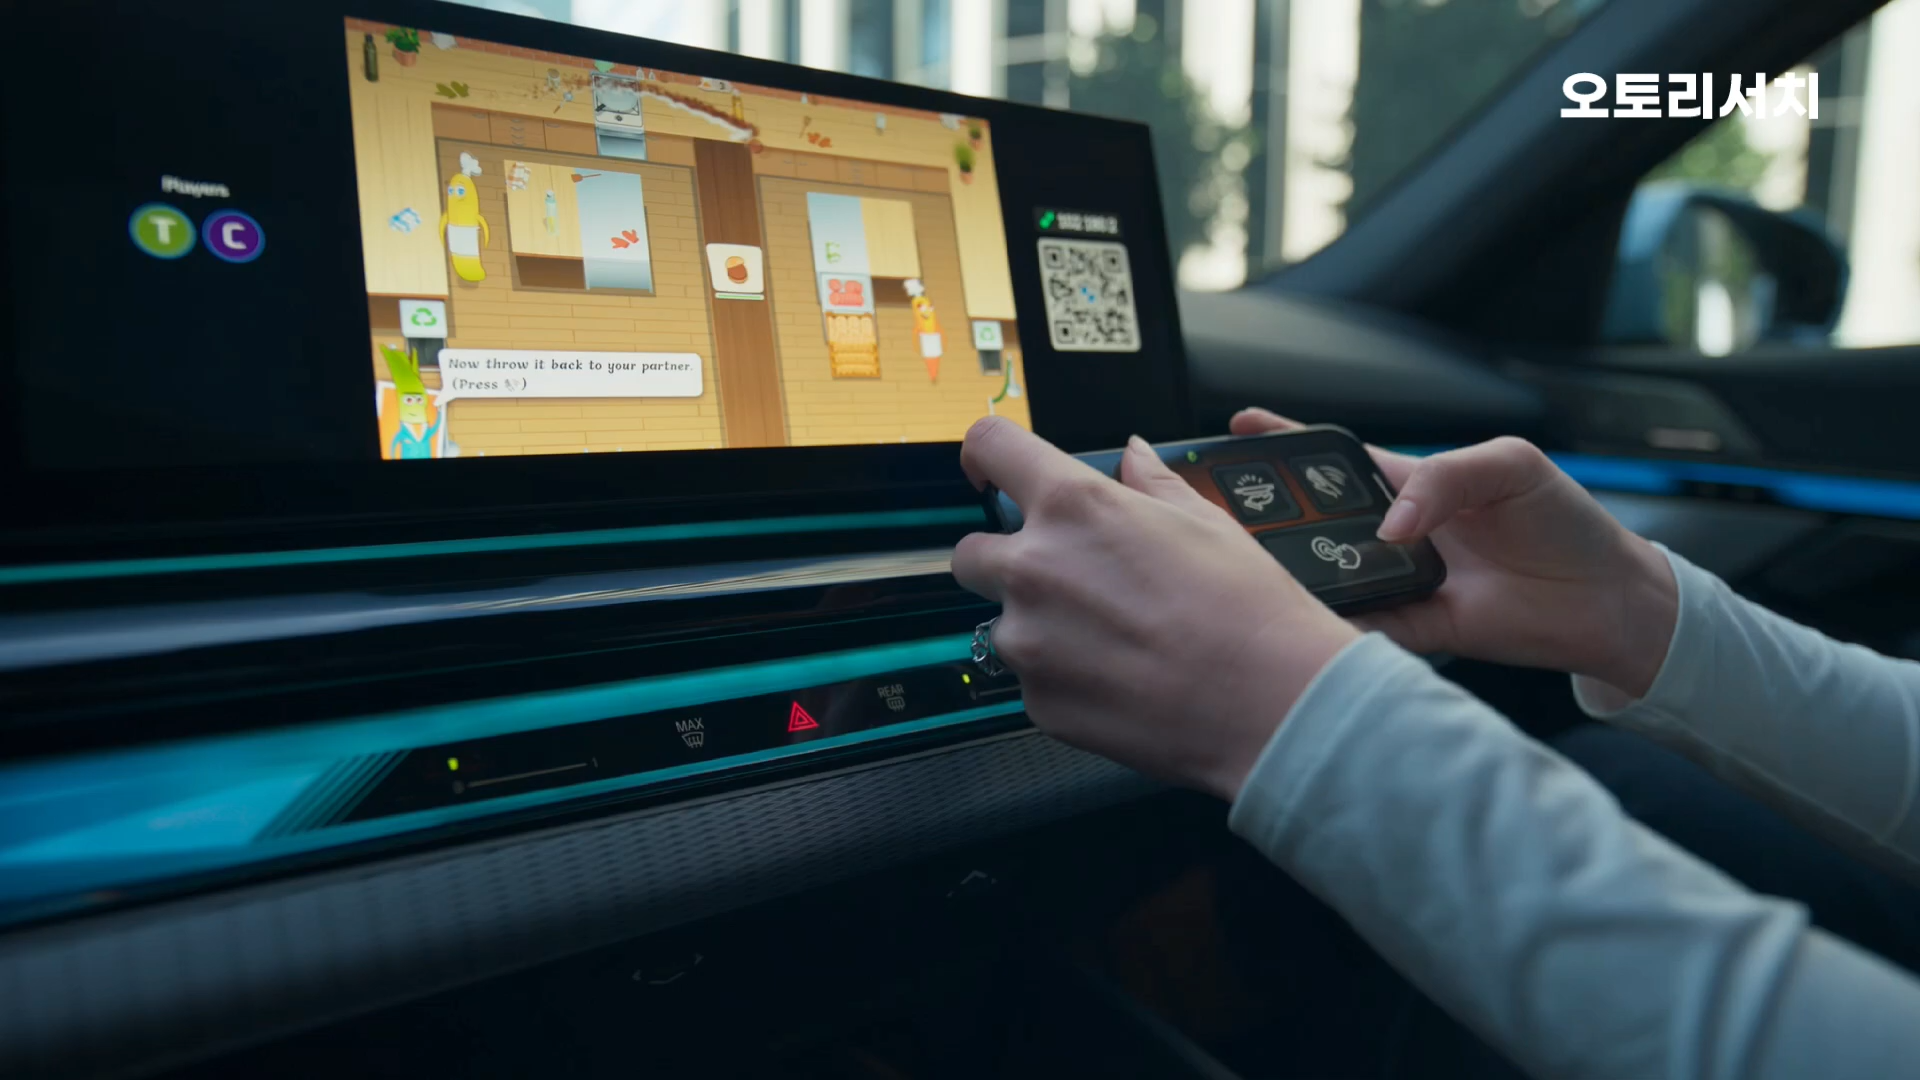 오토리서치
Players
T C
Now throw it back to your partner.
(Press )
MAX
REAR